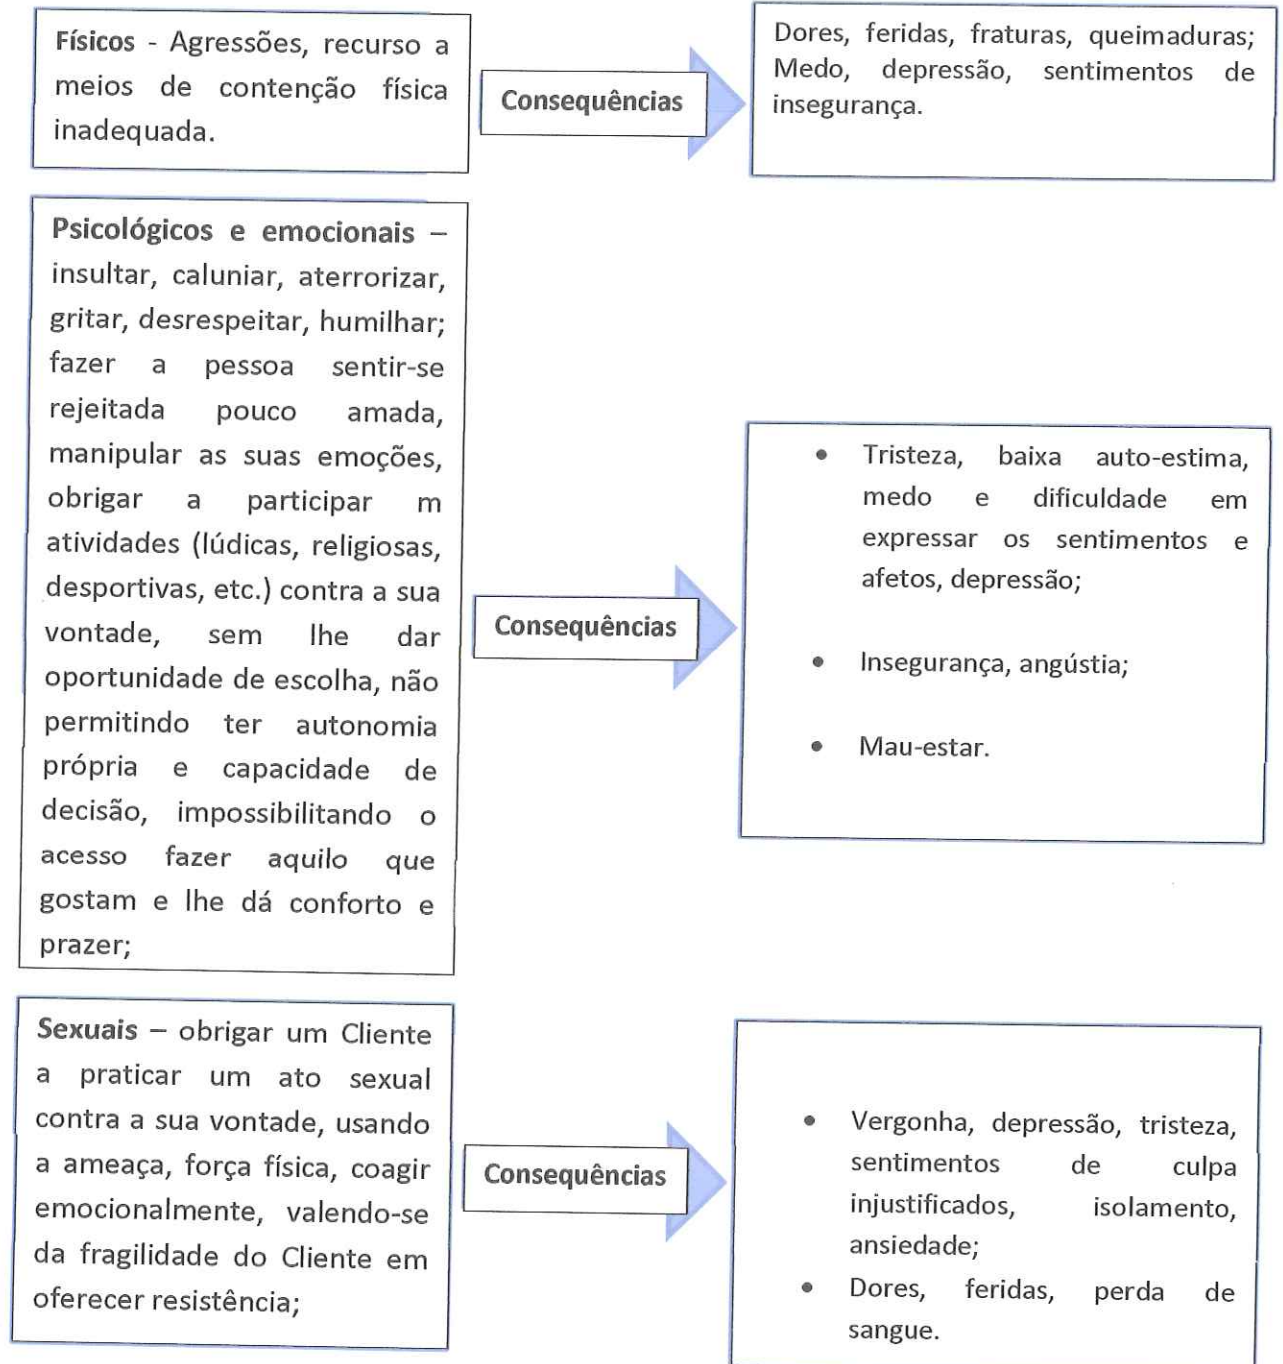 Físicos - Agressões, recurso a
meios de contenção física
inadequada.
Consequências
Dores, feridas, fraturas, queimaduras;
Medo, depressão, sentimentos de
insegurança.
Psicológicos e emocionais –
insultar, caluniar, aterrorizar,
gritar, desrespeitar, humilhar;
fazer a pessoa sentir-se
rejeitada pouco amada,
manipular as suas emoções,
obrigar a participar m
atividades (lúdicas, religiosas,
desportivas, etc.) contra a sua
vontade, sem lhe dar
oportunidade de escolha, não
permitindo ter autonomia
própria e capacidade de
decisão, impossibilitando o
acesso fazer aquilo que
gostam e lhe dá conforto e
prazer;
Consequências
• Tristeza, baixa auto-estima,
medo e dificuldade em
expressar os sentimentos e
afetos, depressão;
• Insegurança, angústia;
• Mau-estar.
Sexuais – obrigar um Cliente
a praticar um ato sexual
contra a sua vontade, usando
a ameaça, força física, coagir
emocionalmente, valendo-se
da fragilidade do Cliente em
oferecer resistência;
Consequências
• Vergonha, depressão, tristeza,
sentimentos de culpa
injustificados, isolamento,
ansiedade;
• Dores, feridas, perda de
sangue.